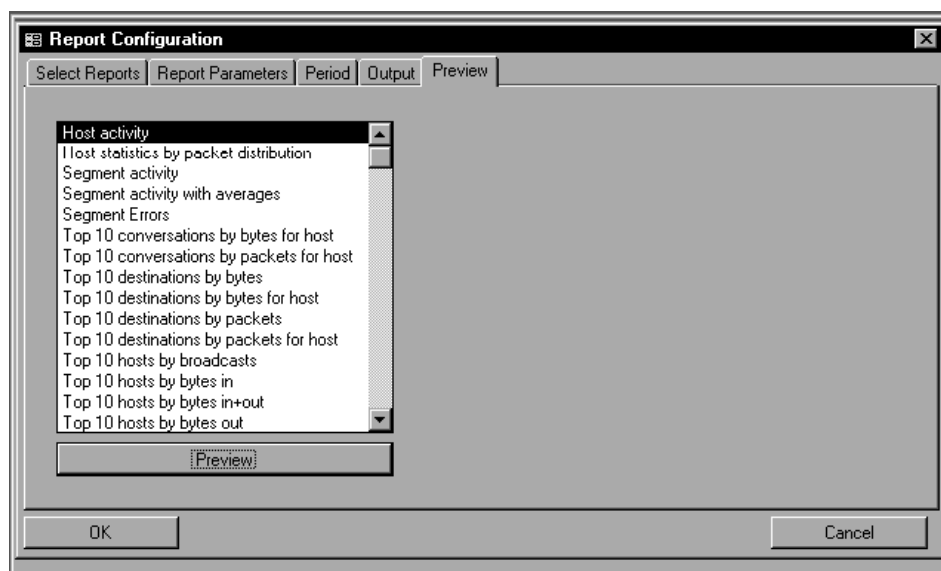 Report Configuration
Select Reports Report Parameters Period Output Preview
Host activity
Host statistics by packet distribution
Segment activity
Segment activity with averages
Segment Errors
Top 10 conversations by bytes for host
Top 10 conversations by packets for host
Top 10 destinations by bytes
Top 10 destinations by bytes for host
Top 10 destinations by packets
Top 10 destinations by packets for host
Top 10 hosts by broadcasts
Top 10 hosts by bytes in
Top 10 hosts by bytes in+out
Top 10 hosts by bytes out
Preview
OK Cancel